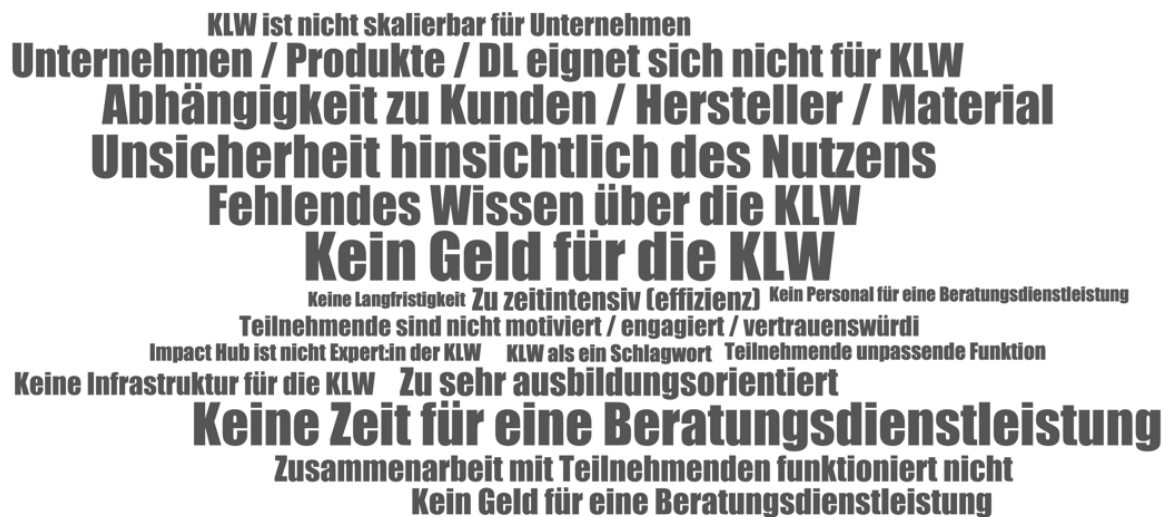 KLW ist nicht skalierbar für Unternehmen
Unternehmen / Produkte / DL eignet sich nicht für KLW
Abhängigkeit zu Kunden / Hersteller / Material
Unsicherheit hinsichtlich des Nutzens
Fehlendes Wissen über die KLW
Kein Geld für die KLW
Keine Langfristigkeit Zu zeitintensiv (effizienz) Kein Personal für eine Beratungsdienstleistung
Teilnehmende sind nicht motiviert / engagiert / vertrauenswürdi
Impact Hub ist nicht Expert:in der KLW KLW als ein Schlagwort Teilnehmende unpassende Funktion
Keine Infrastruktur für die KLW Zu sehr ausbildungsorientiert
Keine Zeit für eine Beratungsdienstleistung
Zusammenarbeit mit Teilnehmenden funktioniert nicht
Kein Geld für eine Beratungsdienstleistung